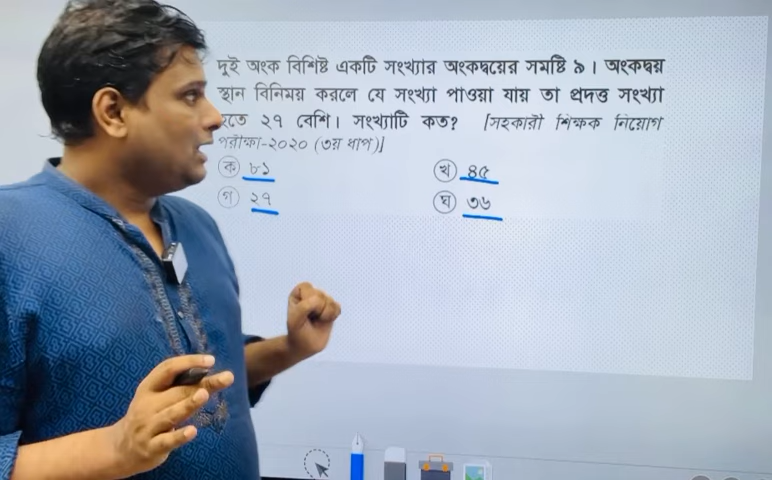 দুই অংক বিশিষ্ট একটি সংখ্যার অংকদ্বয়ের সমষ্টি ৯। অংকদ্বয়
স্থান বিনিময় করলে যে সংখ্যা পাওয়া যায় তা প্রদত্ত সংখ্যা
হতে ২৭ বেশি। সংখ্যাটি কত? [সহকারী শিক্ষক নিয়োগ
পরীক্ষা-২০২০ (৩য় ধাপ)]
ক ৮১ খ ৪৫
গ ২৭ ঘ ৩৬